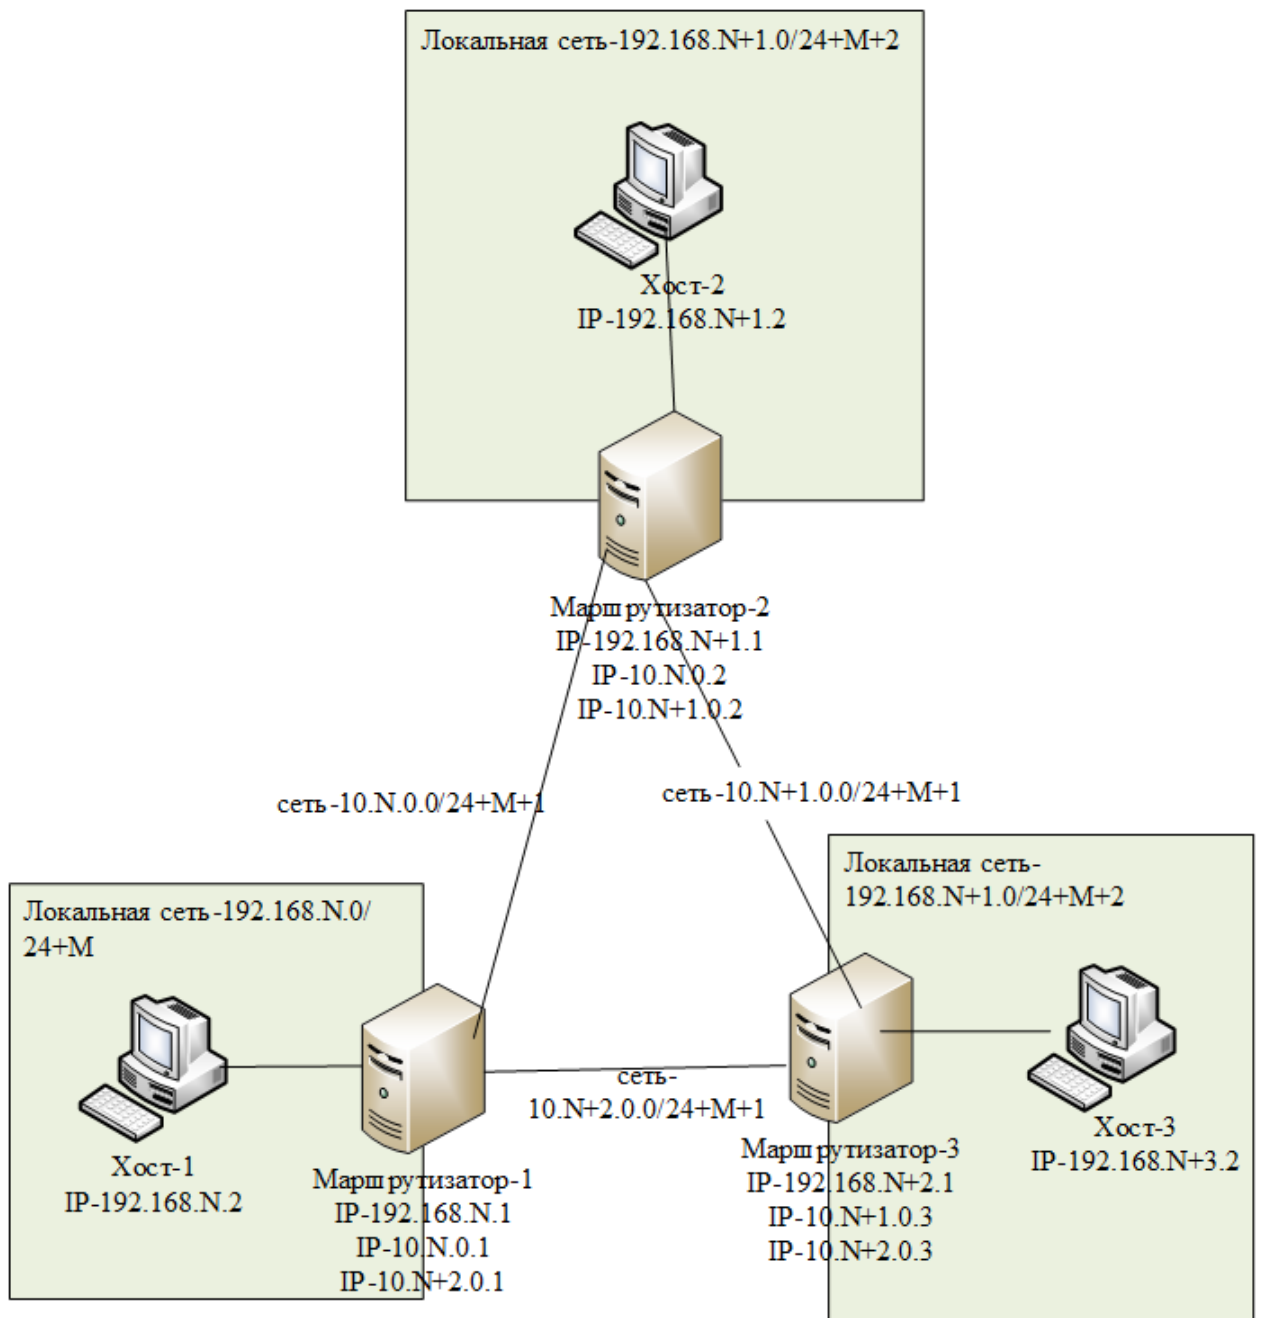 Локальная сеть-192.168.N+1.0/24+M+2
Хост-2
IP-192.168.N+1.2
Маршрутизатор-2
IP-192.168.N+1.1
IP-10.N.0.2
IP-10.N+1.0.2
сеть-10.N.0.0/24+M+1
сеть-10.N+1.0.0/24+M+1
Локальная сеть-192.168.N.0/
24+M
Хост-1
IP-192.168.N.2
Маршрутизатор-1
IP-192.168.N.1
IP-10.N.0.1
IP-10.N+2.0.1
сеть-
10.N+2.0.0/24+M+1
Локальная сеть-
192.168.N+1.0/24+M+2
Маршрутизатор-3
IP-192.168.N+2.1
IP-10.N+1.0.3
IP-10.N+2.0.3
Хост-3
IP-192.168.N+3.2